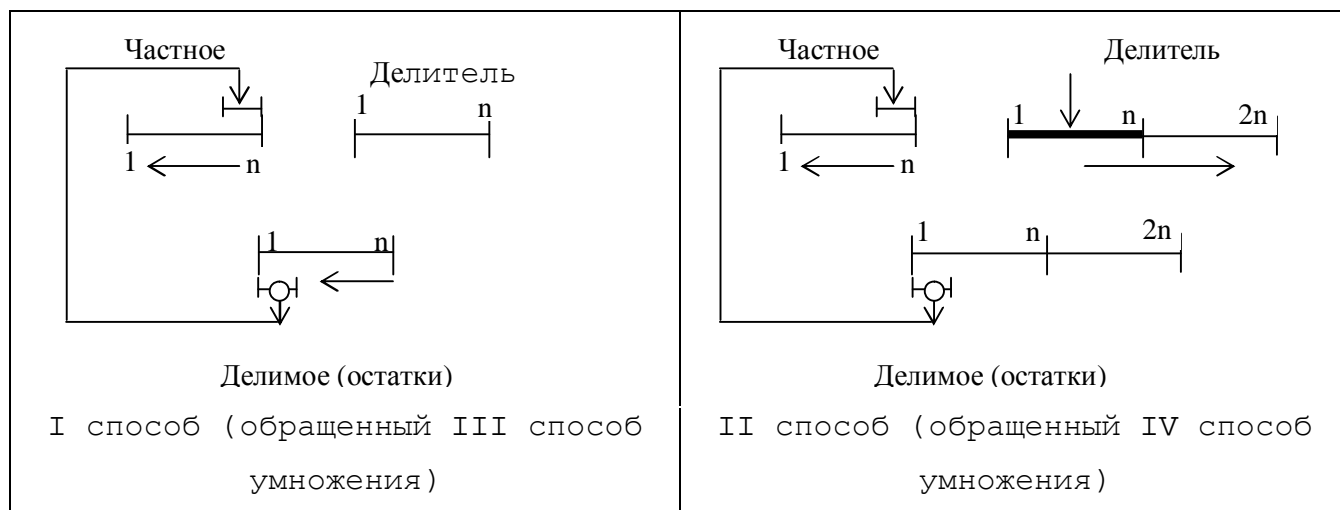 Частное
Делитель
1 n
1 n
1 n
Делимое (остатки)
I способ (обращенный III способ
умножения)
Частное
Делитель
1 n 2n
1 n
1 n 2n
Делимое (остатки)
II способ (обращенный IV способ
умножения)